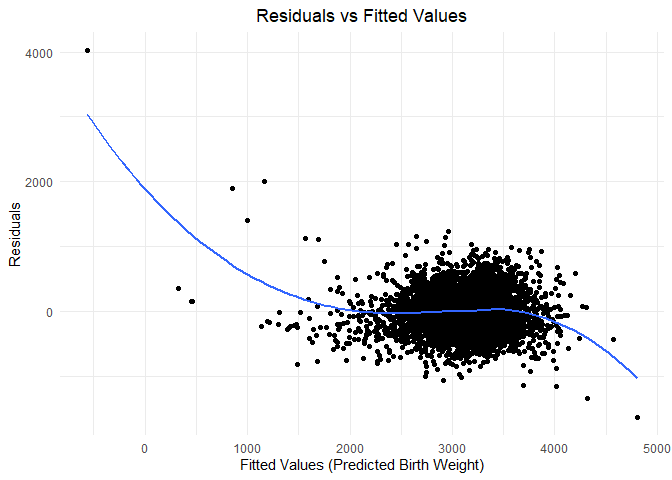 Residuals vs Fitted Values
4000
2000
0
Residuals
0 1000 2000 3000 4000 5000
Fitted Values (Predicted Birth Weight)